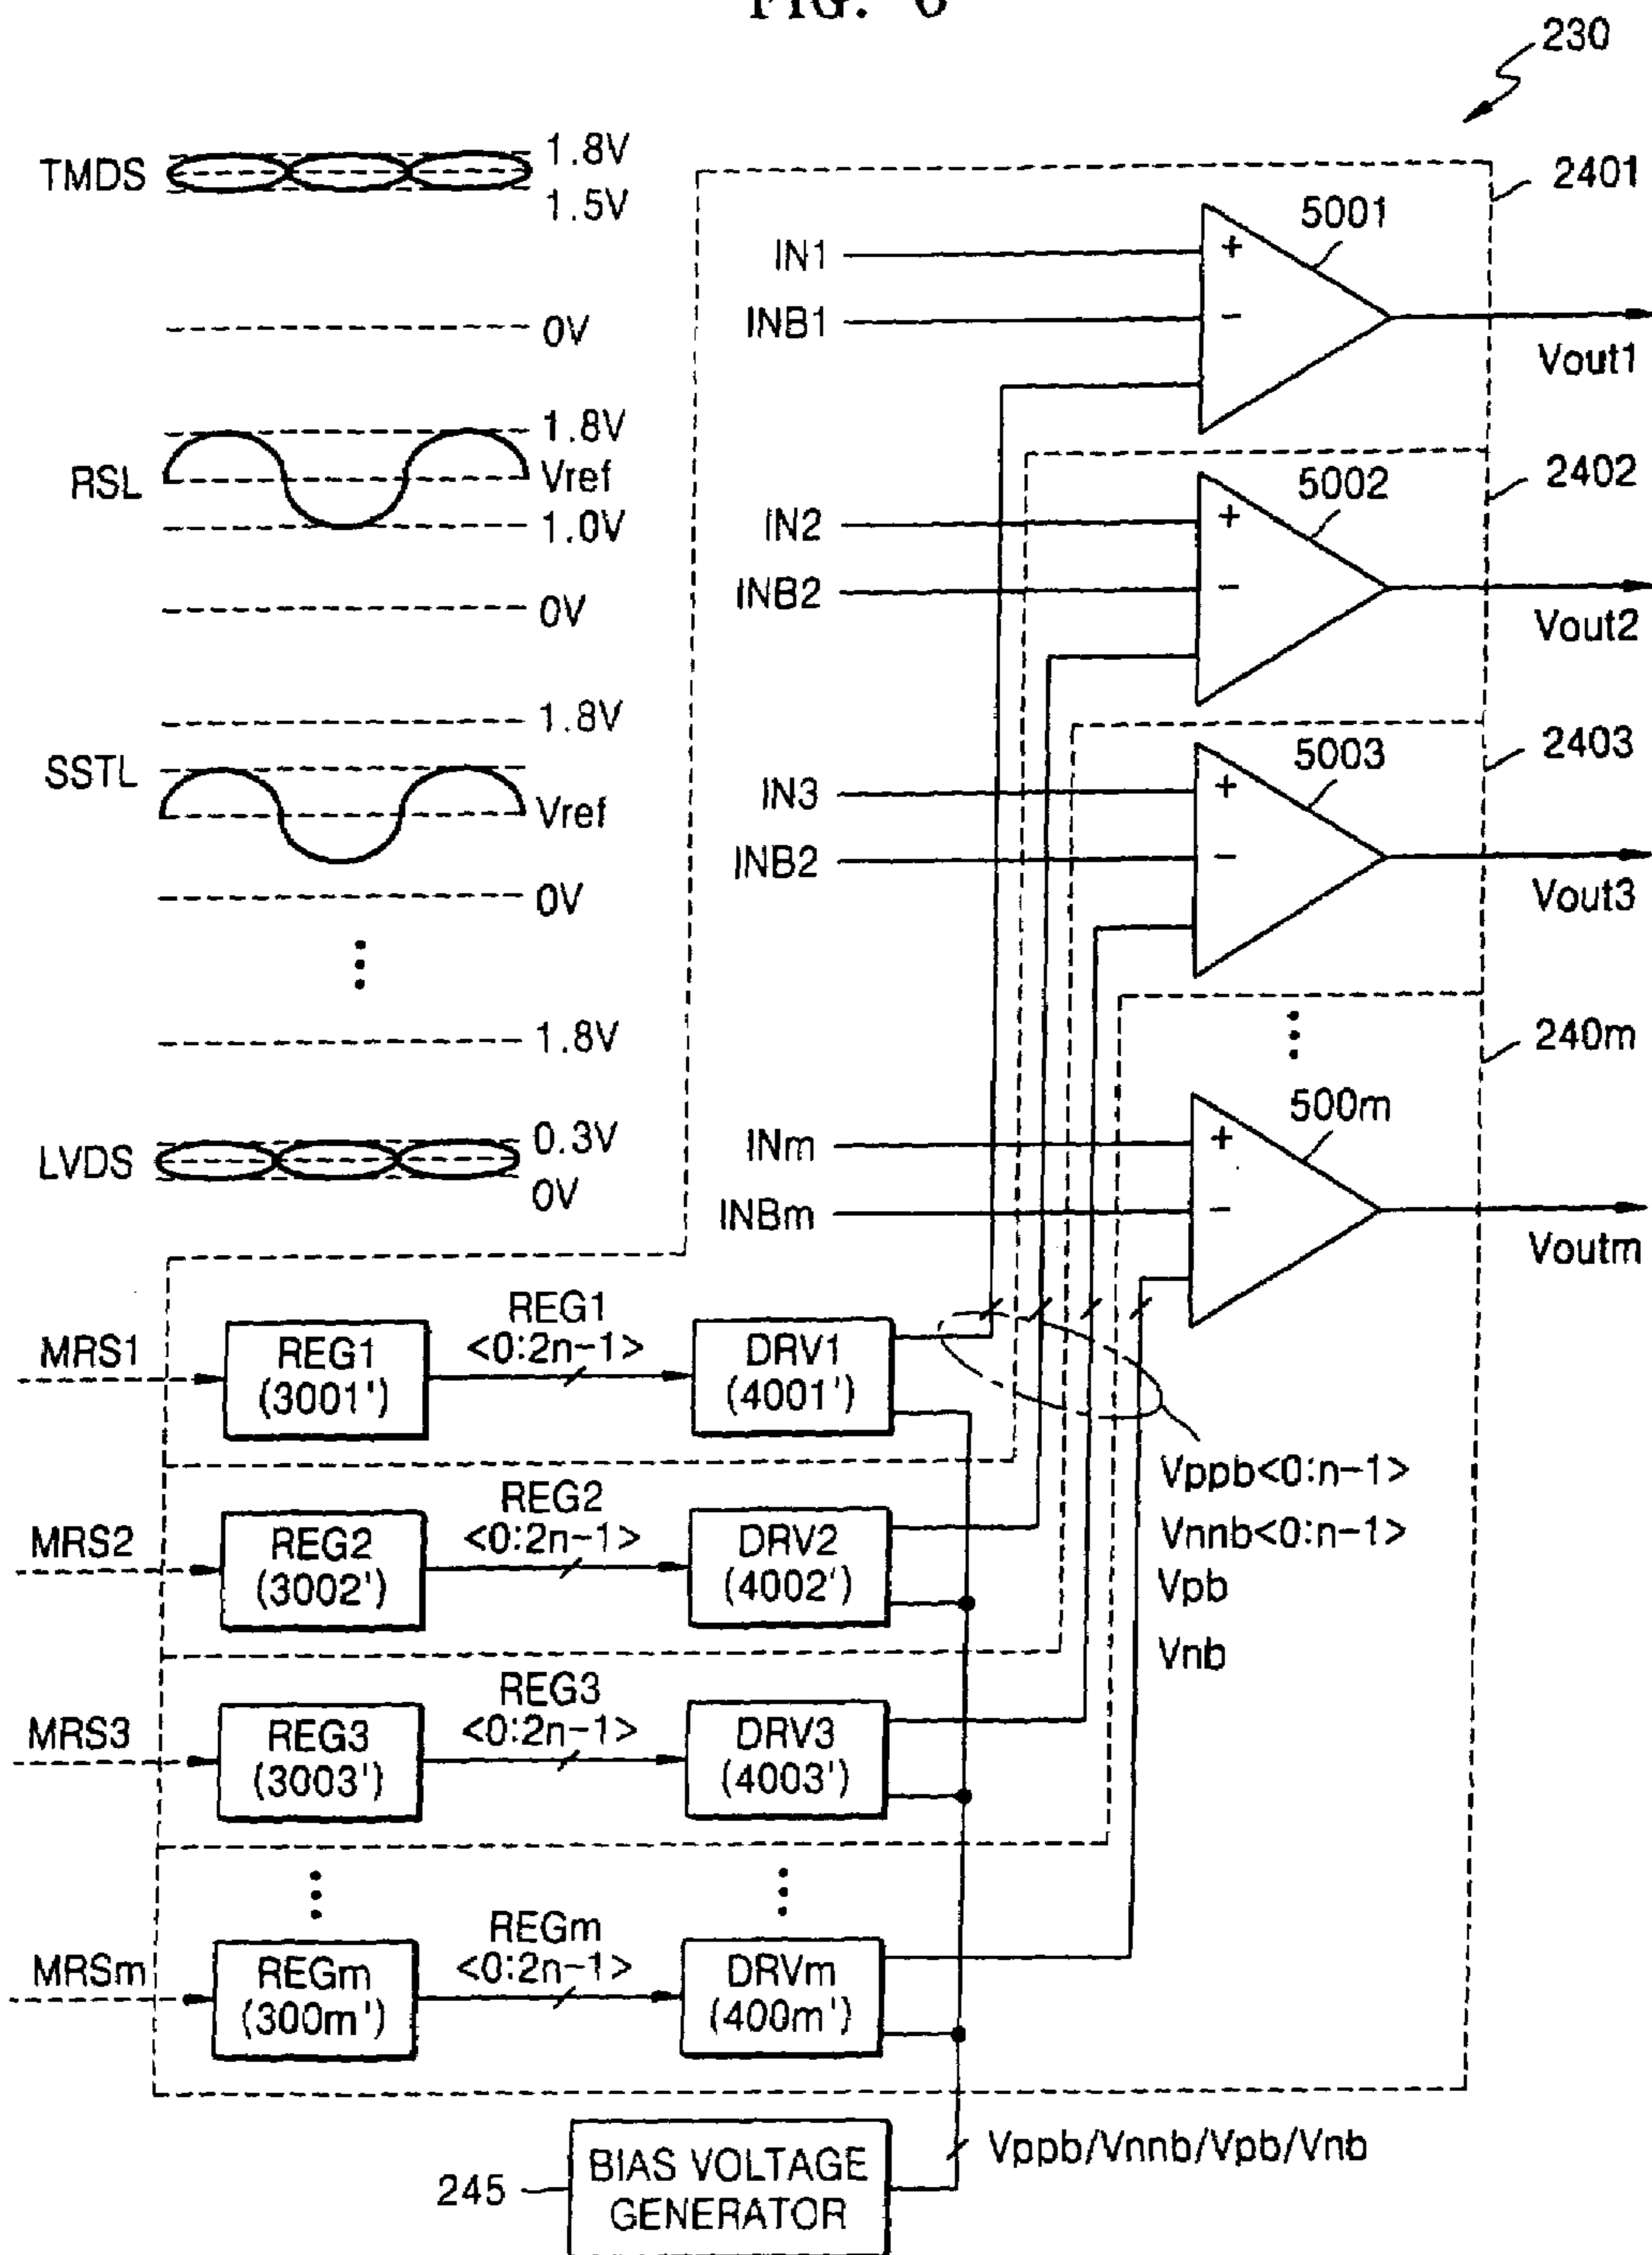 FIG. 6
230
TMDS
1.8V
1.5V
0V
RSL
1.8V
Vref
1.0V
0V
SSTL
1.8V
Vref
0V
1.8V
LVDS
0.3V
0V
2401
5001
IN1
+
INB1
−
Vout1
2402
5002
IN2
+
INB2
−
Vout2
2403
5003
IN3
+
INB2
−
Vout3
240m
500m
INm
+
INBm
−
Voutm
MRS1
REG1
(3001')
REG1
<0:2n-1>
DRV1
(4001')
MRS2
REG2
(3002')
REG2
<0:2n-1>
DRV2
(4002')
MRS3
REG3
(3003')
REG3
<0:2n-1>
DRV3
(4003')
MRSm
REGm
(300m')
REGm
<0:2n-1>
DRVm
(400m')
Vppb<0:n-1>
Vnnb<0:n-1>
Vpb
Vnb
245
BIAS VOLTAGE
GENERATOR
Vppb/Vnnb/Vpb/Vnb